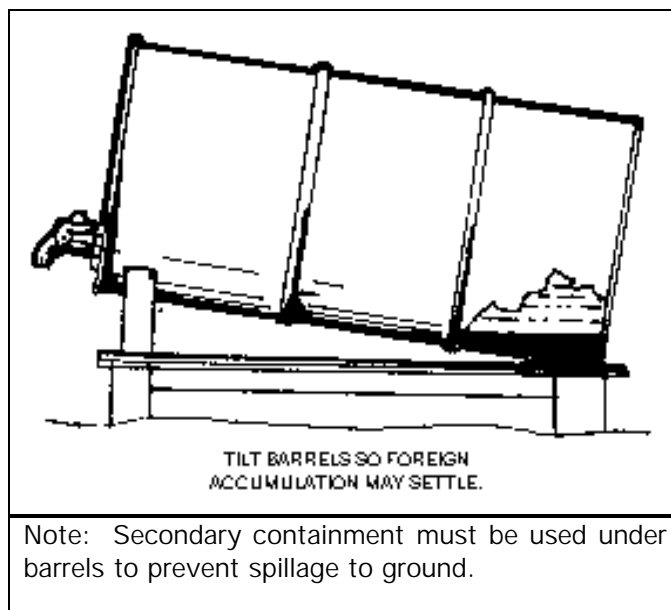 TILT BARRELS SO FOREIGN
ACCUMULATION MAY SETTLE.
Note: Secondary containment must be used under
barrels to prevent spillage to ground.